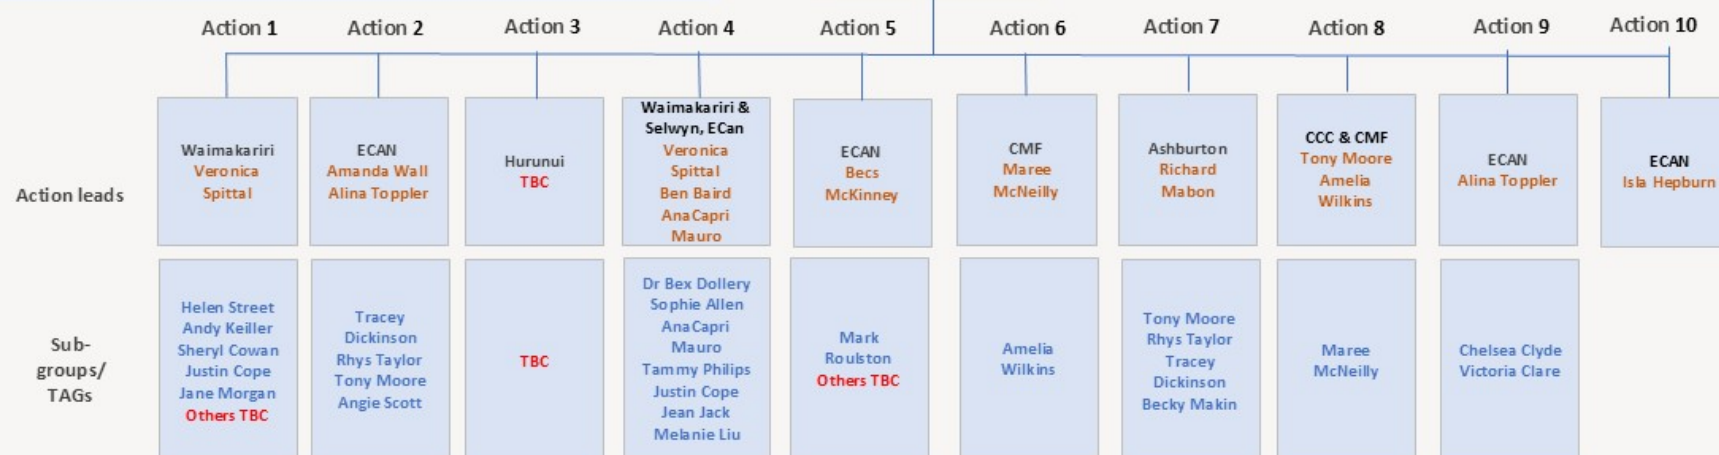 Action 1
Action 2
Action 3
Action 4
Action 5
Action 6
Action 7
Action 8
Action 9
Action 10
Action leads
Waimakariri
Veronica
Spittal
ECAN
Amanda Wall
Alina Toppler
Hurunui
TBC
Waimakariri &
Selwyn, ECan
Veronica
Spittal
Ben Baird
AnaCapri
Mauro
ECAN
Becs
McKinney
CMF
Maree
McNeilly
Ashburton
Richard
Mabon
CCC & CMF
Tony Moore
Amelia
Wilkins
ECAN
Alina Toppler
ECAN
Isla Hepburn
Sub-
groups/
TAGs
Helen Street
Andy Keiller
Sheryl Cowan
Justin Cope
Jane Morgan
Others TBC
Tracey
Dickinson
Rhys Taylor
Tony Moore
Angie Scott
TBC
Dr Bex Dollery
Sophie Allen
AnaCapri
Mauro
Tammy Philips
Justin Cope
Jean Jack
Melanie Liu
Mark
Roulston
Others TBC
Amelia
Wilkins
Tony Moore
Rhys Taylor
Tracey
Dickinson
Becky Makin
Maree
McNeilly
Chelsea Clyde
Victoria Clare